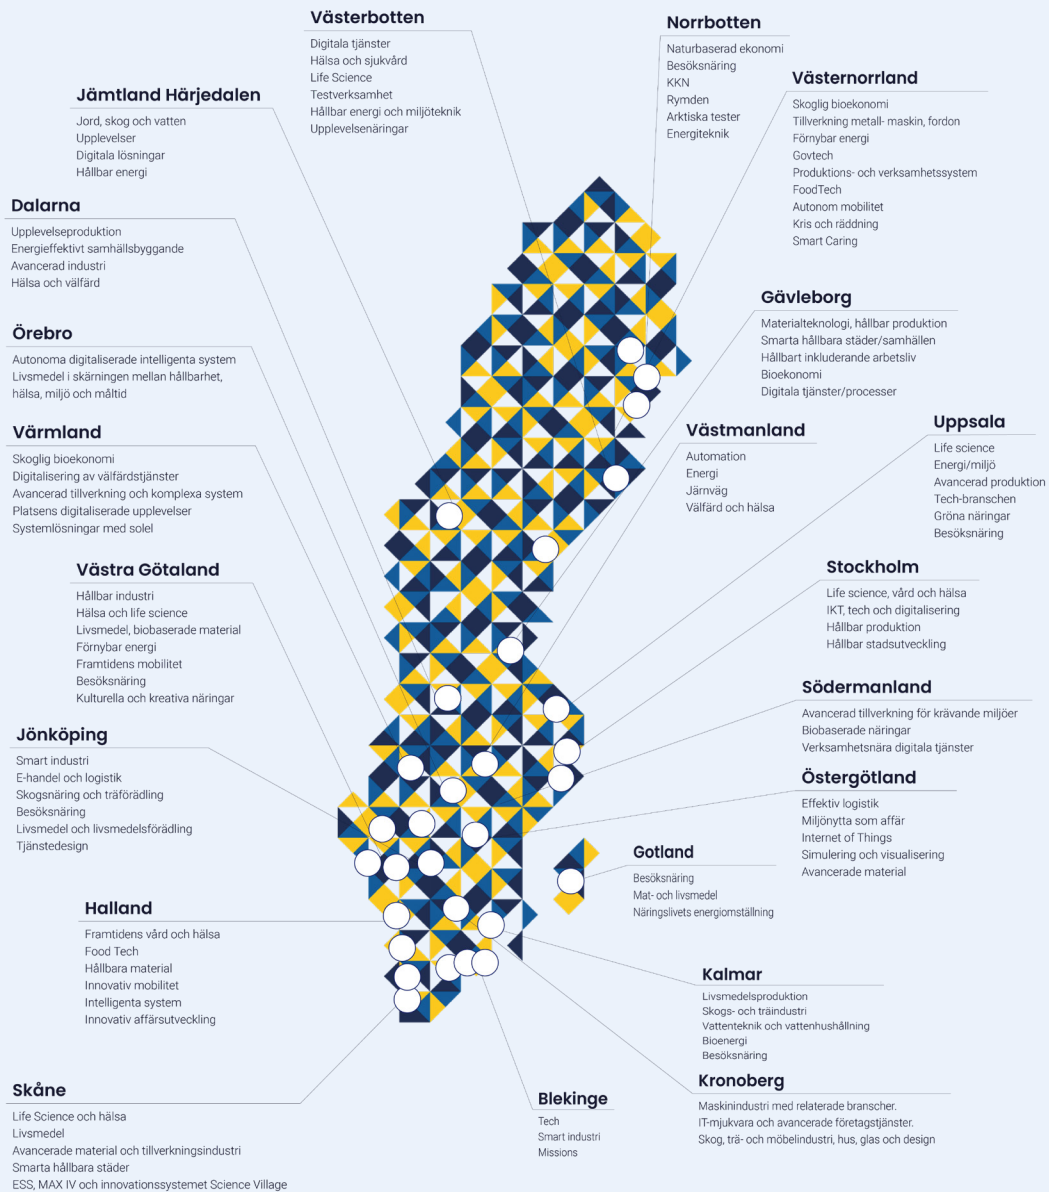 Västerbotten
Digitala tjänster
Hälsa och sjukvård
Life Science
Testverksamhet
Hållbar energi och miljöteknik
Upplevelsenäringar
Norrbotten
Naturbaserad ekonomi
Besöksnäring
KKN
Rymden
Arktiska tester
Energiteknik
Västernorrland
Skoglig bioekonomi
Tillverkning metall- maskin, fordon
Förnybar energi
Govtech
Produktions- och verksamhetssystem
FoodTech
Autonom mobilitet
Kris och räddning
Smart Caring
Jämtland Härjedalen
Jord, skog och vatten
Upplevelser
Digitala lösningar
Hållbar energi
Dalarna
Upplevelseproduktion
Energieffektivt samhällsbyggande
Avancerad industri
Hälsa och välfärd
Gävleborg
Materialteknologi, hållbar produktion
Smarta hållbara städer/samhällen
Hållbart inkluderande arbetsliv
Bioekonomi
Digitala tjänster/processer
Örebro
Autonoma digitaliserade intelligenta system
Livsmedel i skärningen mellan hållbarhet,
hälsa, miljö och måltid
Värmland
Skoglig bioekonomi
Digitalisering av välfärdstjänster
Avancerad tillverkning och komplexa system
Platsens digitaliserade upplevelser
Systemlösningar med solel
Västmanland
Automation
Energi
Järnväg
Välfärd och hälsa
Uppsala
Life science
Energi/miljö
Avancerad produktion
Tech-branschen
Gröna näringar
Besöksnäring
Västra Götaland
Hållbar industri
Hälsa och life science
Livsmedel, biobaserade material
Förnybar energi
Framtidens mobilitet
Besöksnäring
Kulturella och kreativa näringar
Stockholm
Life science, vård och hälsa
IKT, tech och digitalisering
Hållbar produktion
Hållbar stadsutveckling
Södermanland
Avancerad tillverkning för krävande miljöer
Biobaserade näringar
Verksamhetsnära digitala tjänster
Jönköping
Smart industri
E-handel och logistik
Skogsnäring och träförädling
Besöksnäring
Livsmedel och livsmedelsförädling
Tjänstedesign
Östergötland
Effektiv logistik
Miljönytta som affär
Internet of Things
Simulering och visualisering
Avancerade material
Gotland
Besöksnäring
Mat- och livsmedel
Näringslivets energiomställning
Halland
Framtidens vård och hälsa
Food Tech
Hållbara material
Innovativ mobilitet
Intelligenta system
Innovativ affärsutveckling
Kalmar
Livsmedelsproduktion
Skogs- och träindustri
Vattenteknik och vattenhushållning
Bioenergi
Besöksnäring
Skåne
Life Science och hälsa
Livsmedel
Avancerade material och tillverkningsindustri
Smarta hållbara städer
ESS, MAX IV och innovationssystemet Science Village
Blekinge
Tech
Smart industri
Missions
Kronoberg
Maskinindustri med relaterade branscher.
IT-mjukvara och avancerade företagstjänster.
Skog, trä- och möbelindustri, hus, glas och design